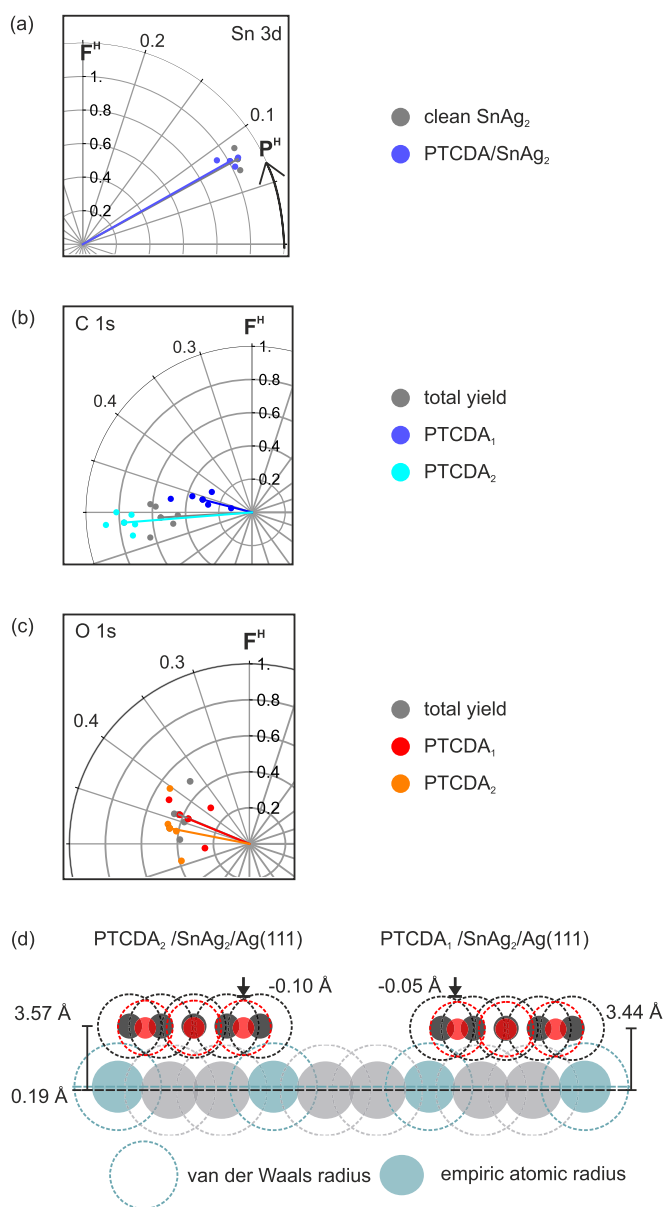 (a)
Sn 3d
F^H
0.2
1.
0.8
0.6
0.4
0.2
0.1
P^H
clean SnAg₂
PTCDA/SnAg₂
(b)
C 1s
F^H
0.3
0.4
1.
0.8
0.6
0.4
0.2
total yield
PTCDA₁
PTCDA₂
(c)
O 1s
F^H
0.3
0.4
1.
0.8
0.6
0.4
0.2
total yield
PTCDA₁
PTCDA₂
(d)
PTCDA₂ /SnAg₂/Ag(111)
PTCDA₁ /SnAg₂/Ag(111)
-0.10 Å
-0.05 Å
3.57 Å
3.44 Å
0.19 Å
van der Waals radius
empiric atomic radius